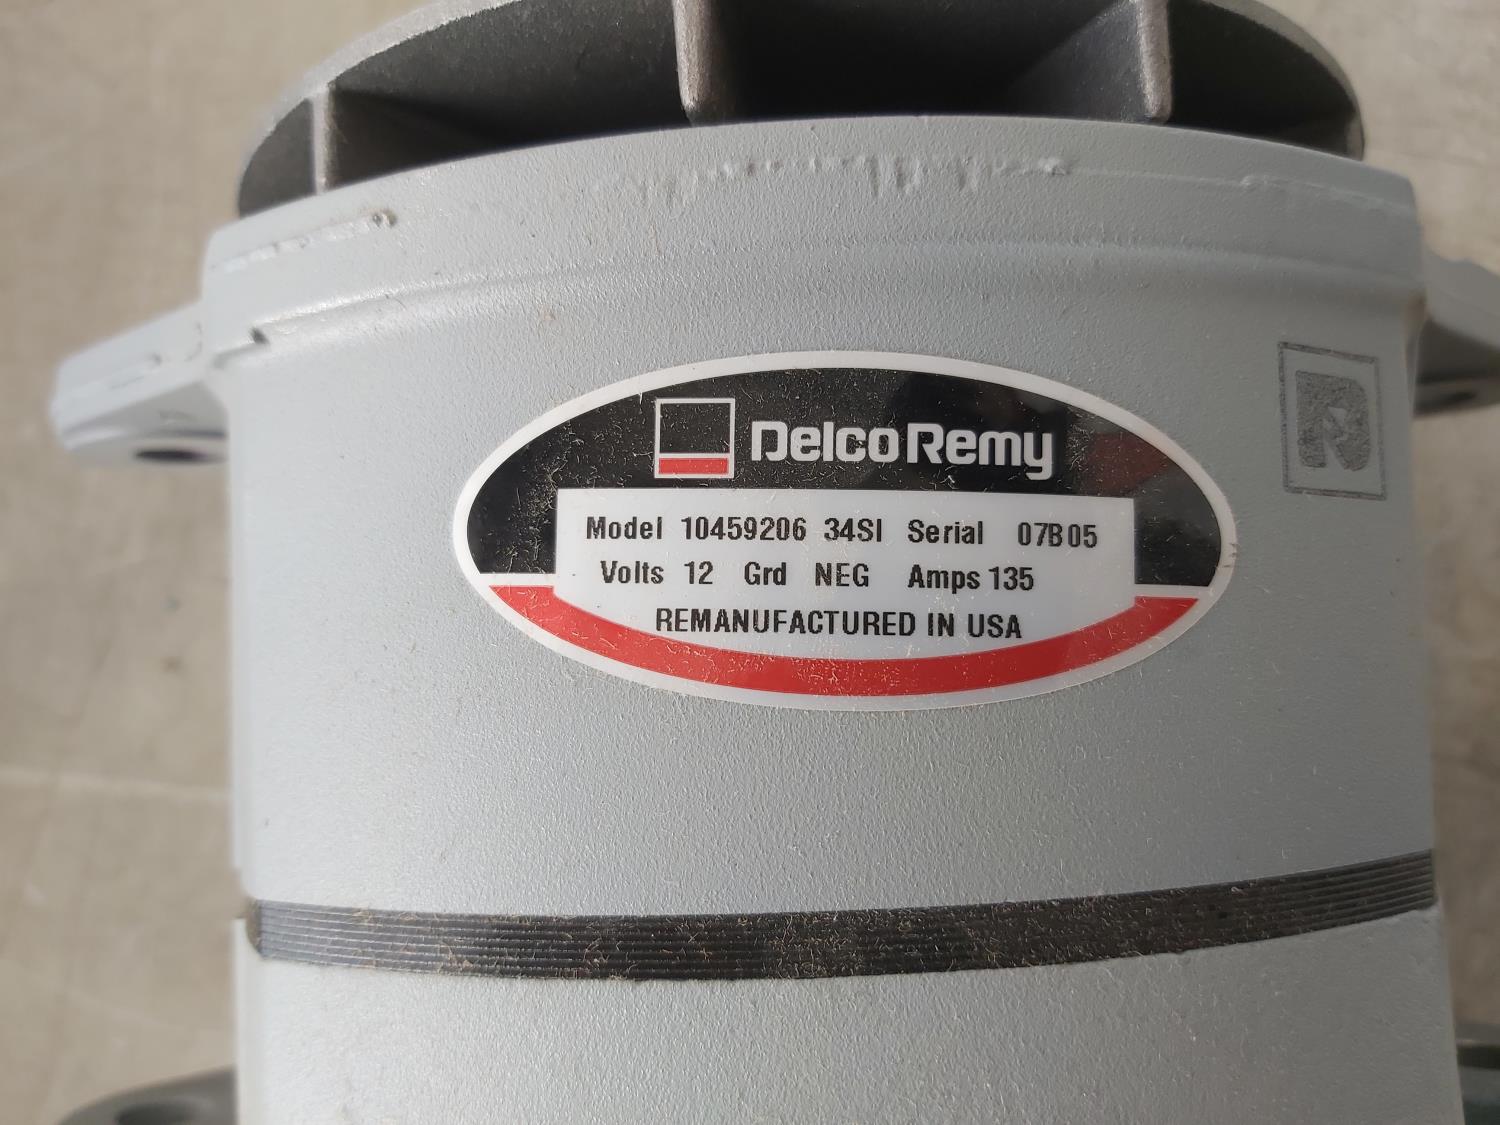 Delco Remy
Model 10459206 34SI Serial 07B05
Volts 12 Grd NEG Amps 135
REMANUFACTURED IN USA
R